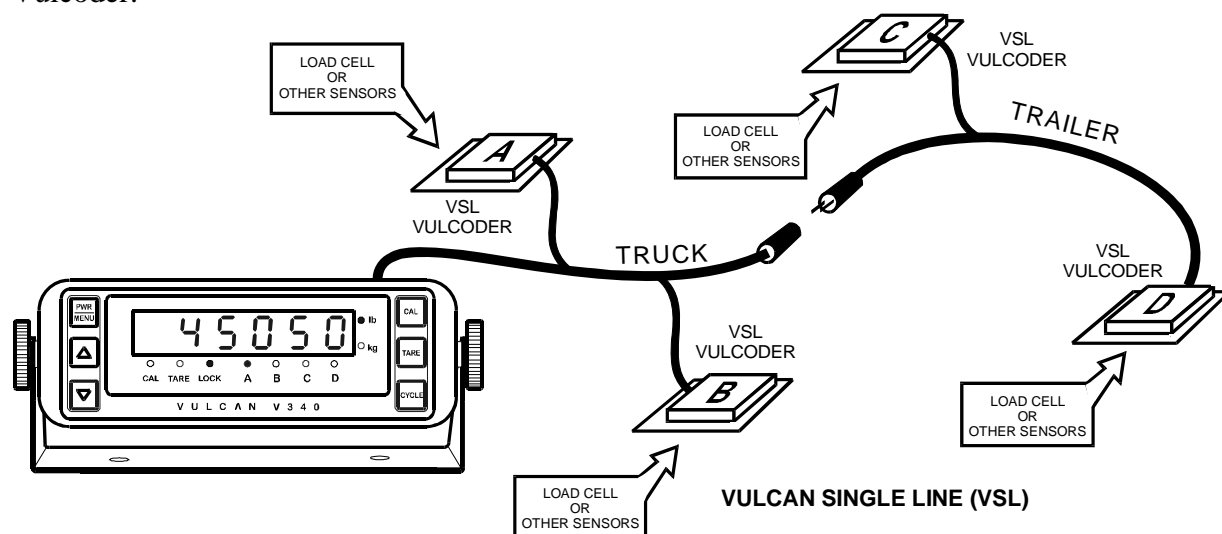 Vulcoder.
C
VSL
VULCODER
LOAD CELL
OR
OTHER SENSORS
A
LOAD CELL
OR
OTHER SENSORS
TRAILER
VSL
VULCODER
TRUCK
VSL
VULCODER
D
PWR
MENU
45050
lb
kg
CAL
TARE
CYCLE
CAL TARE LOCK A B C D
VULCAN V340
VSL
VULCODER
B
LOAD CELL
OR
OTHER SENSORS
LOAD CELL
OR
OTHER SENSORS
VULCAN SINGLE LINE (VSL)